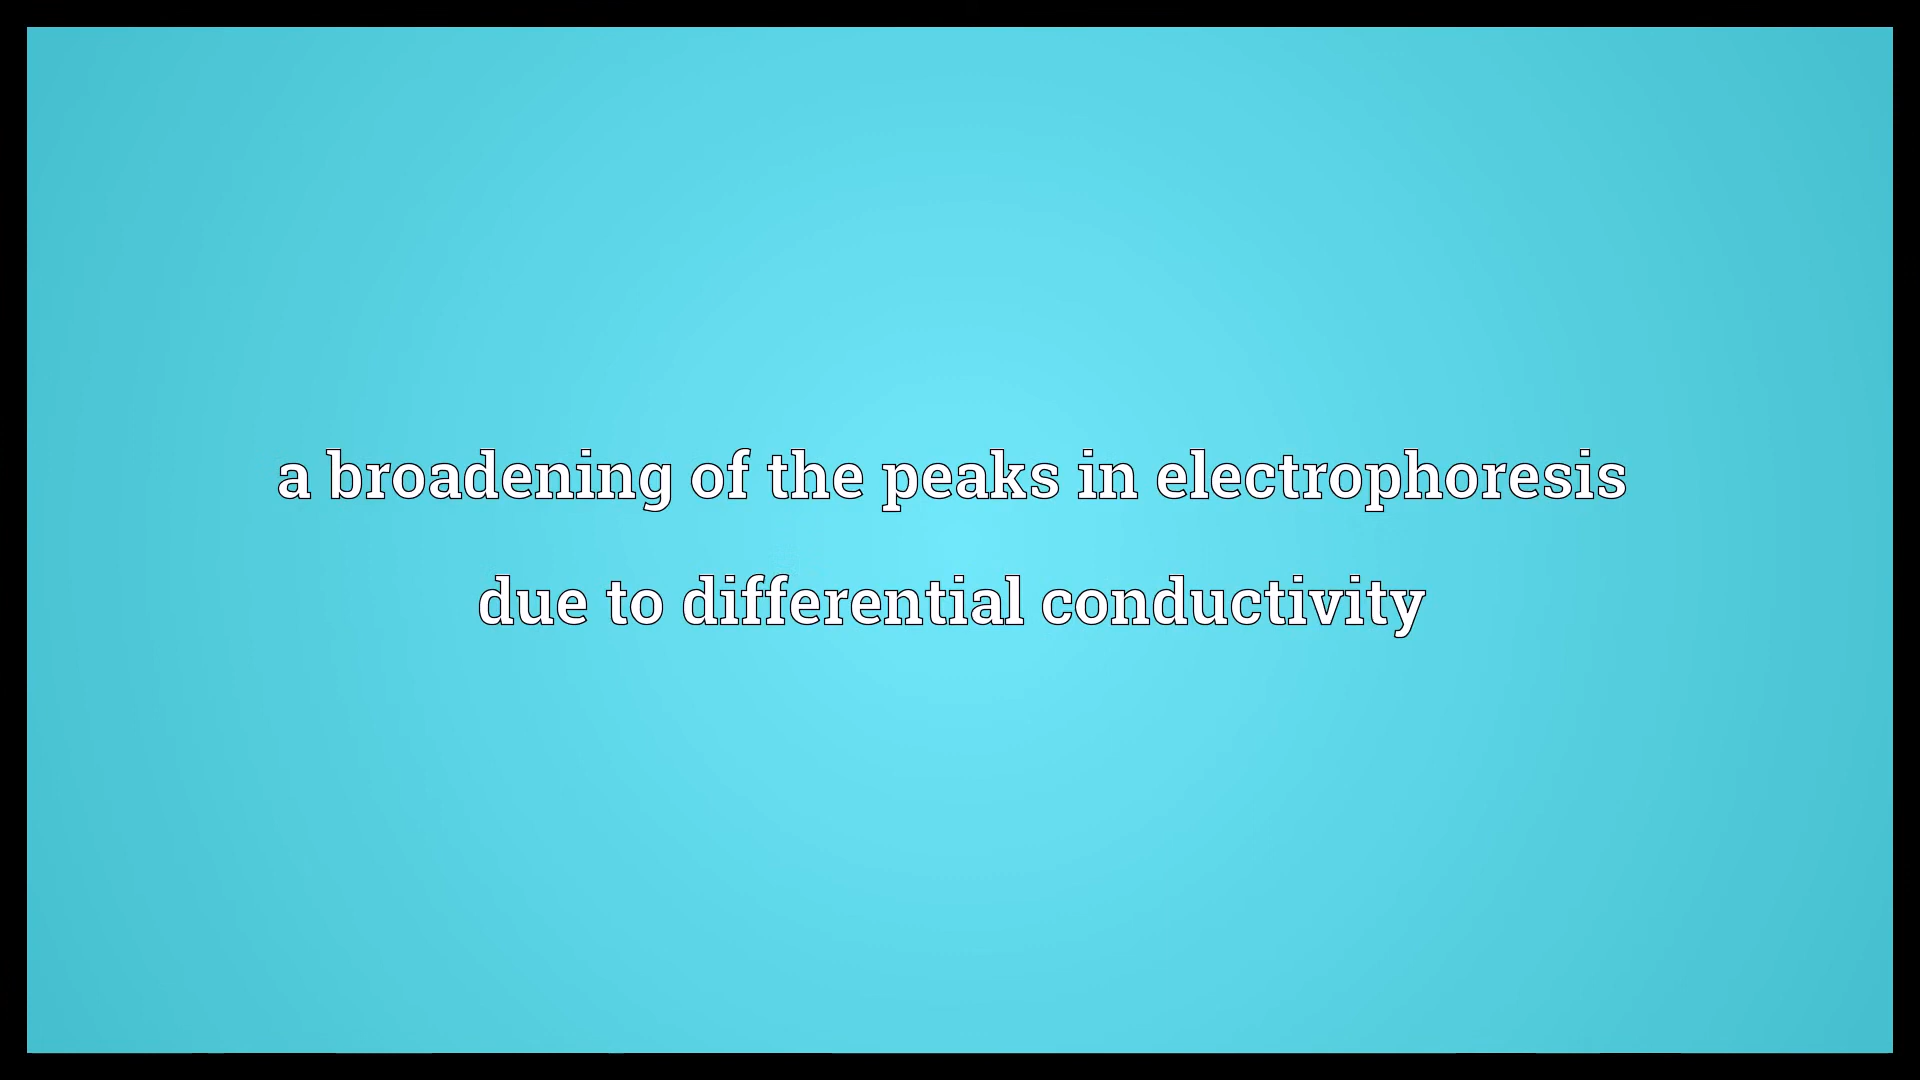 a broadening of the peaks in electrophoresis
due to differential conductivity